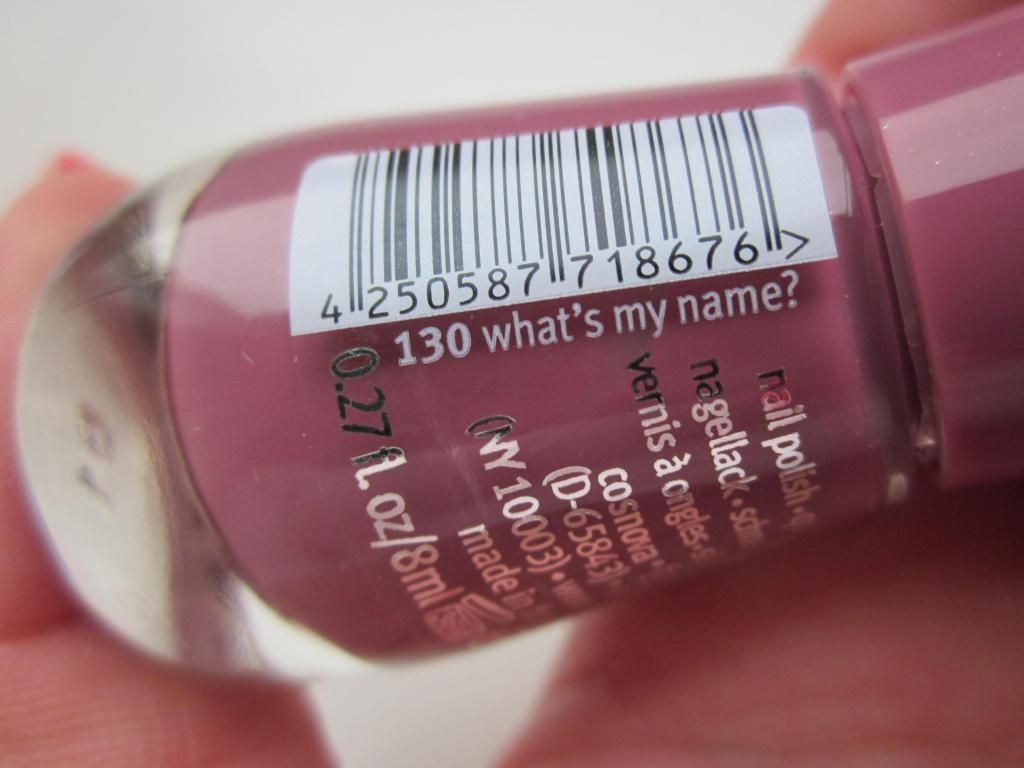 4 250587 718676 >
130 what's my name?
nail polish •
nagellack •
vernis à ongles •
cosnova •
(D-65843)
(NY 10003) •
made in
0.27 fl. oz/8ml